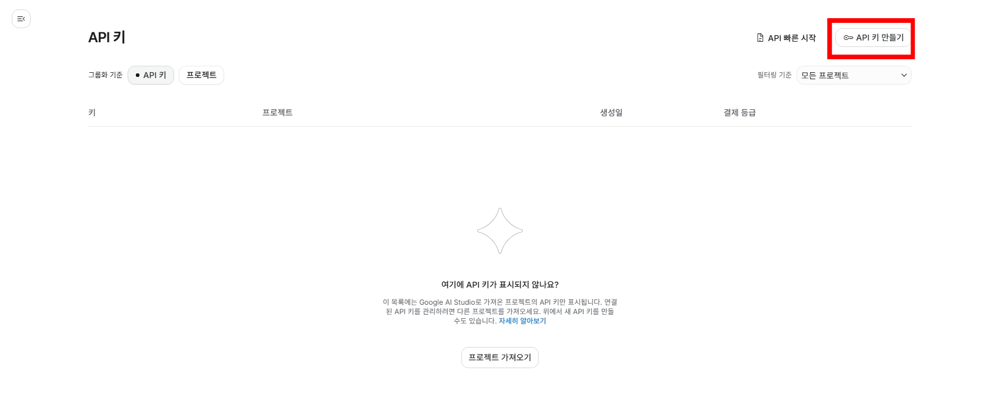 API 키
API 빠른 시작
API 키 만들기
그룹화 기준
API 키
프로젝트
필터링 기준
모든 프로젝트
키
프로젝트
생성일
결제 등급
여기에 API 키가 표시되지 않나요?
이 목록에는 Google AI Studio로 가져온 프로젝트의 API 키만 표시됩니다. 연결
된 API 키를 관리하려면 다른 프로젝트를 가져오세요. 위에서 새 API 키를 만들
수도 있습니다. 자세히 알아보기
프로젝트 가져오기